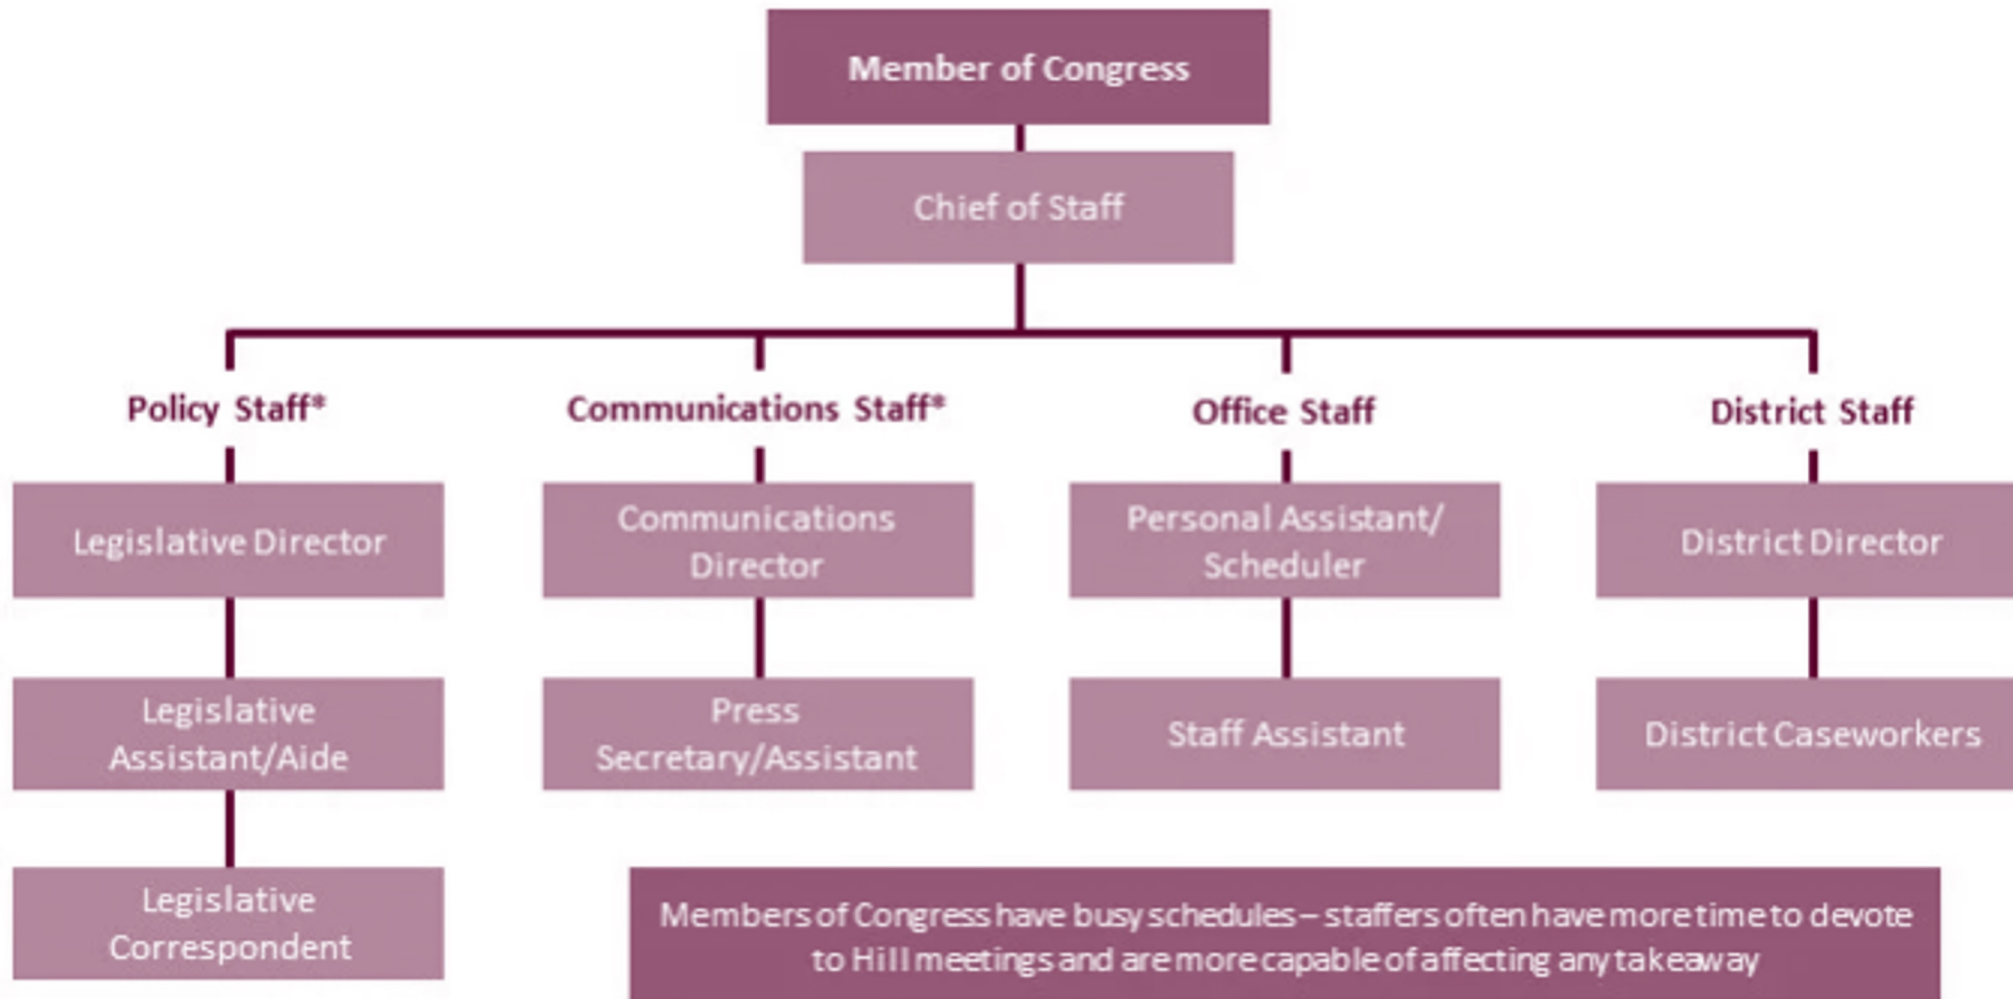 Member of Congress
Chief of Staff
Policy Staff*
Communications Staff*
Office Staff
District Staff
Legislative Director
Communications
Director
Personal Assistant/
Scheduler
District Director
Legislative
Assistant/Aide
Press
Secretary/Assistant
Staff Assistant
District Caseworkers
Legislative
Correspondent
Members of Congress have busy schedules – staffers often have more time to devote
to Hill meetings and are more capable of affecting any takeaway